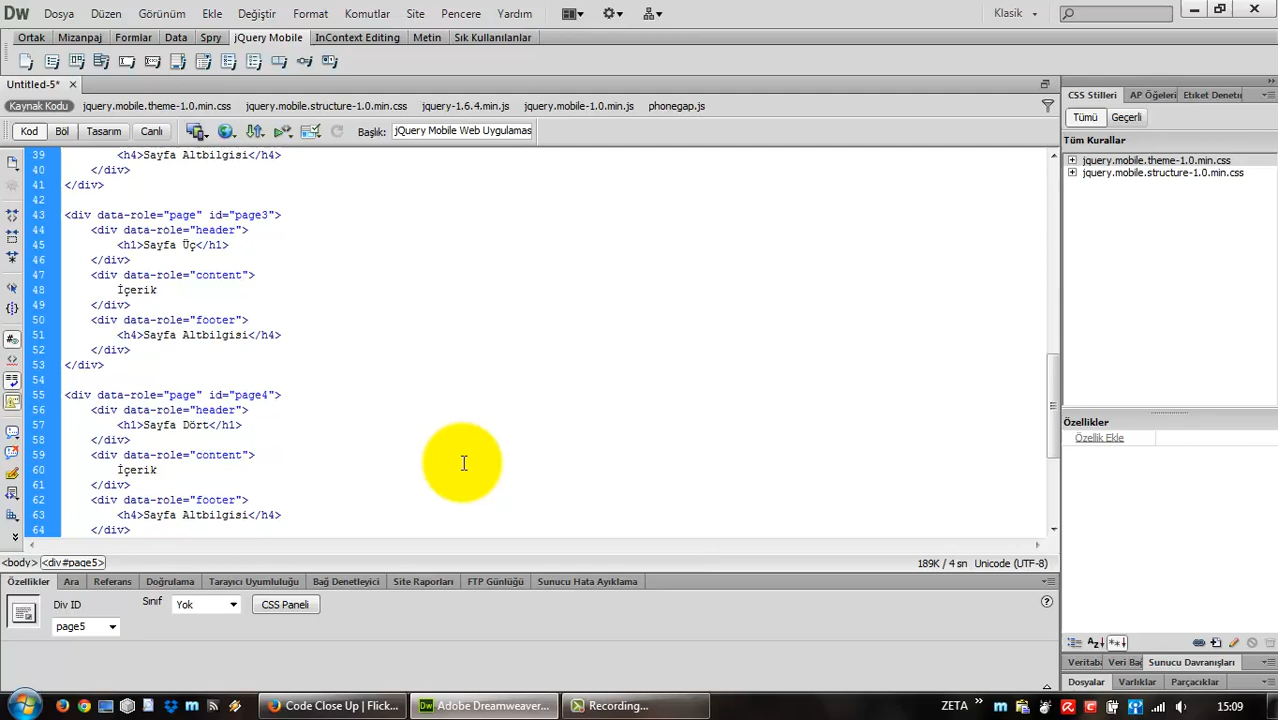 Dw Dosya Düzen Görünüm Ekle Değiştir Format Komutlar Site Pencere Yardım Klasik
Ortak Mizanpaj Formlar Data Spry jQuery Mobile InContext Editing Metin Sık Kullanılanlar
Untitled-5*
Kaynak Kodu jquery.mobile.theme-1.0.min.css jquery.mobile.structure-1.0.min.css jquery-1.6.4.min.js jquery.mobile-1.0.min.js phonegap.js
Kod Böl Tasarım Canlı Başlık: jQuery Mobile Web Uygulamas
39 <h4>Sayfa Altbilgisi</h4>
40 </div>
41 </div>
42
43 <div data-role="page" id="page3">
44 <div data-role="header">
45 <h1>Sayfa Üç</h1>
46 </div>
47 <div data-role="content">
48 İçerik
49 </div>
50 <div data-role="footer">
51 <h4>Sayfa Altbilgisi</h4>
52 </div>
53 </div>
54
55 <div data-role="page" id="page4">
56 <div data-role="header">
57 <h1>Sayfa Dört</h1>
58 </div>
59 <div data-role="content">
60 İçerik
61 </div>
62 <div data-role="footer">
63 <h4>Sayfa Altbilgisi</h4>
64 </div>
<body> <div#page5> 189K / 4 sn Unicode (UTF-8)
Özellikler Ara Referans Doğrulama Tarayıcı Uyumluluğu Bağ Denetleyici Site Raporları FTP Günlüğü Sunucu Hata Ayıklama
Div ID Sınıf Yok CSS Paneli
page5
CSS Stilleri AP Öğeleri Etiket Denetim
Tümü Geçerli
Tüm Kurallar
jquery.mobile.theme-1.0.min.css
jquery.mobile.structure-1.0.min.css
Özellikler
Özellik Ekle
Veritaba Veri Bağ Sunucu Davranışları
Dosyalar Varlıklar Parçacıklar
Code Close Up | Flick... Adobe Dreamweaver... Recording... ZETA 15:09